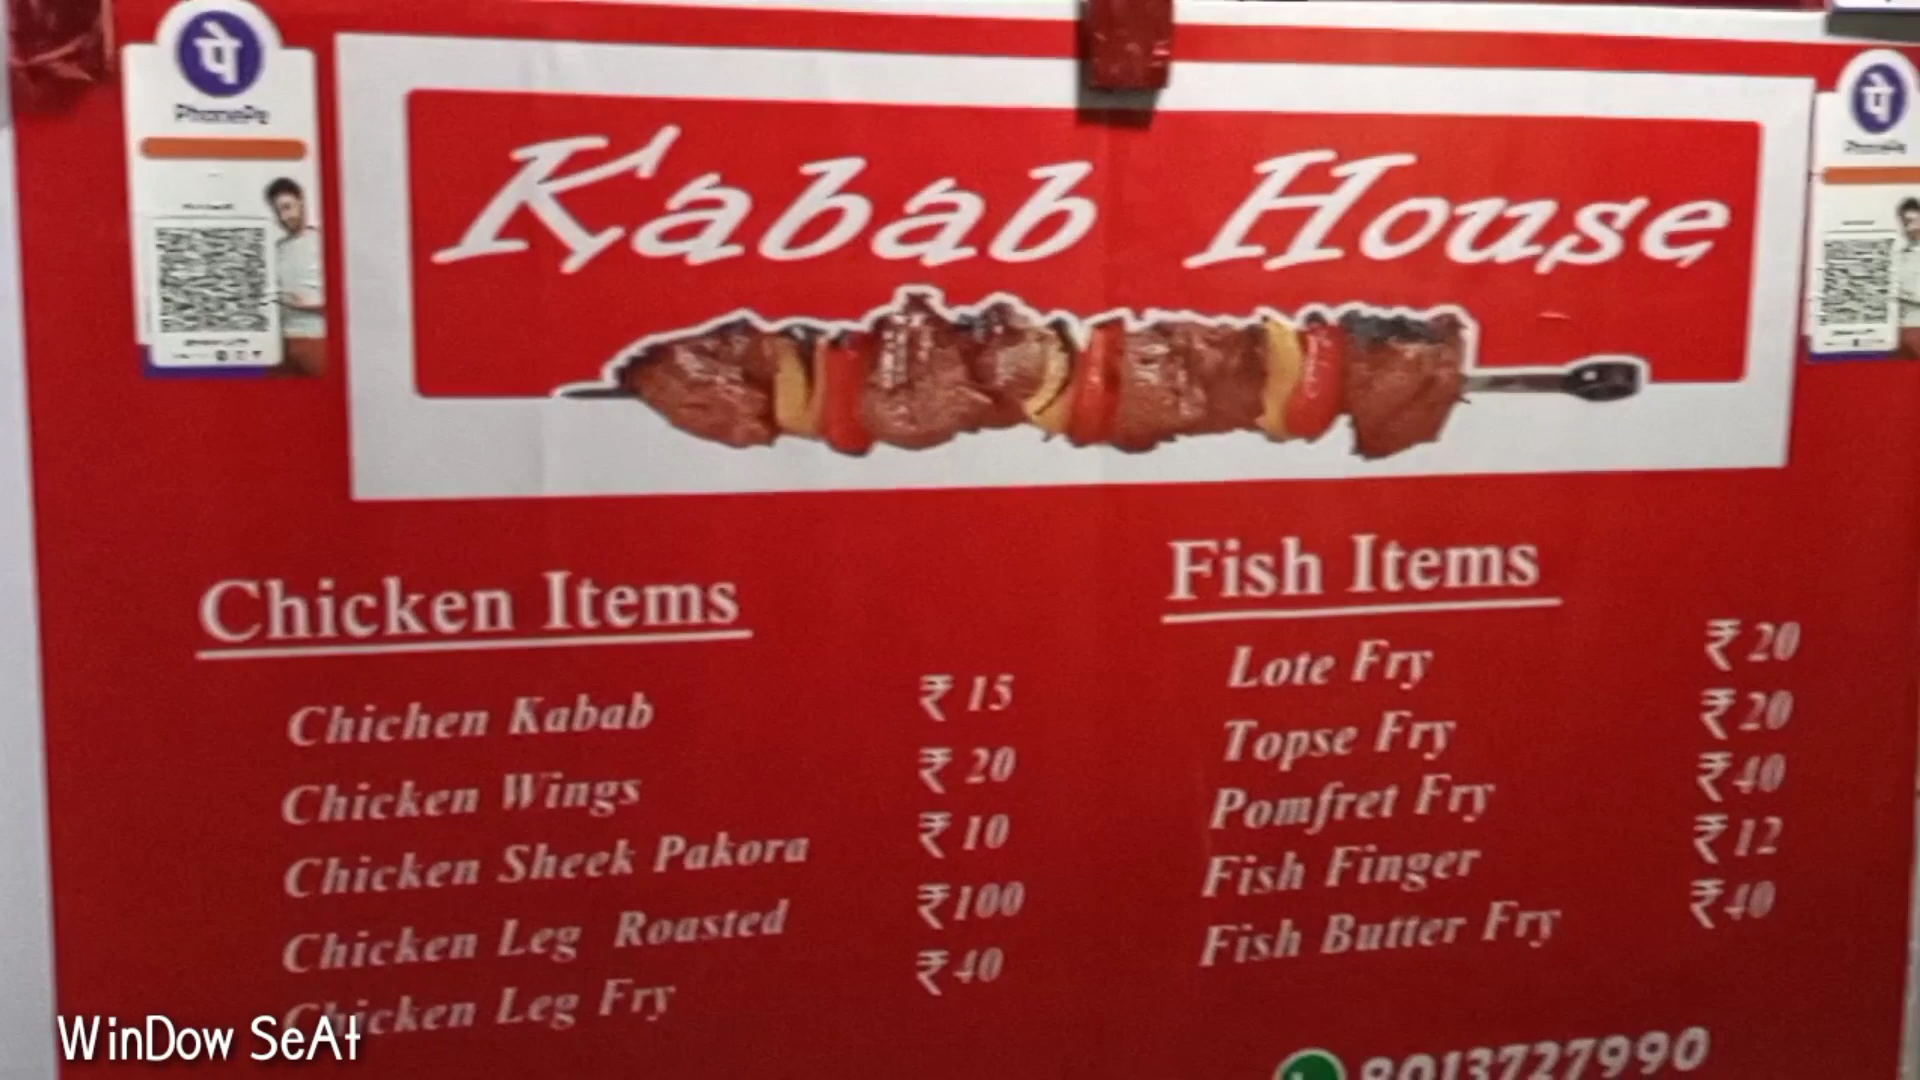 पे
PhonePe
पे
PhonePe
Kabab House
Chicken Items
Chichen Kabab ₹ 15
Chicken Wings ₹ 20
Chicken Sheek Pakora ₹ 10
Chicken Leg Roasted ₹100
Chicken Leg Fry ₹40
Fish Items
Lote Fry ₹ 20
Topse Fry ₹20
Pomfret Fry ₹40
Fish Finger ₹12
Fish Butter Fry ₹40
8013727990
WinDow SeAt